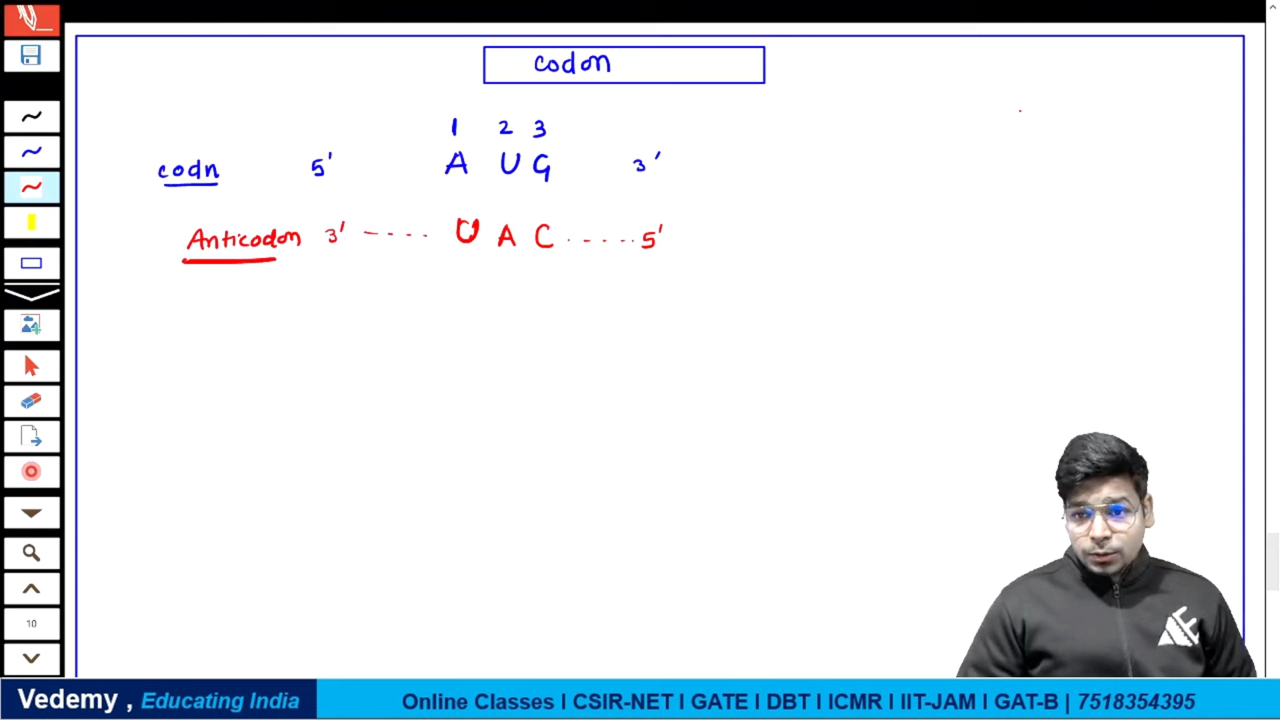 codon
1 2 3
codn 5' A U G 3'
Anticodon 3' ---- U A C ----- 5'
10
Vedemy , Educating India
Online Classes I CSIR-NET I GATE I DBT I ICMR I IIT-JAM I GAT-B | 7518354395